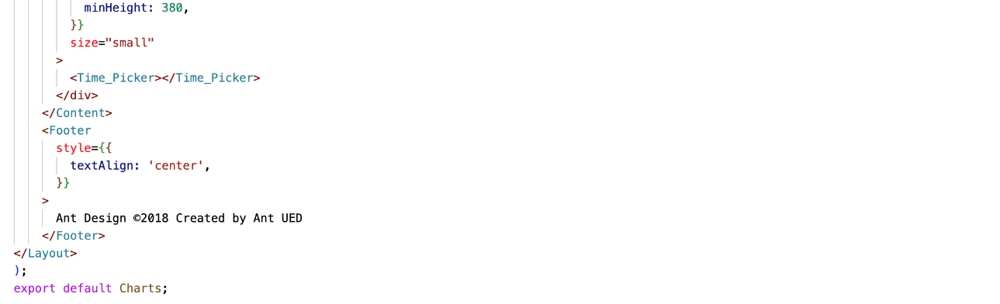 minHeight: 380,
}}
size="small"
>
<Time_Picker></Time_Picker>
</div>
</Content>
<Footer
style={{
textAlign: 'center',
}}
>
Ant Design ©2018 Created by Ant UED
</Footer>
</Layout>
);
export default Charts;